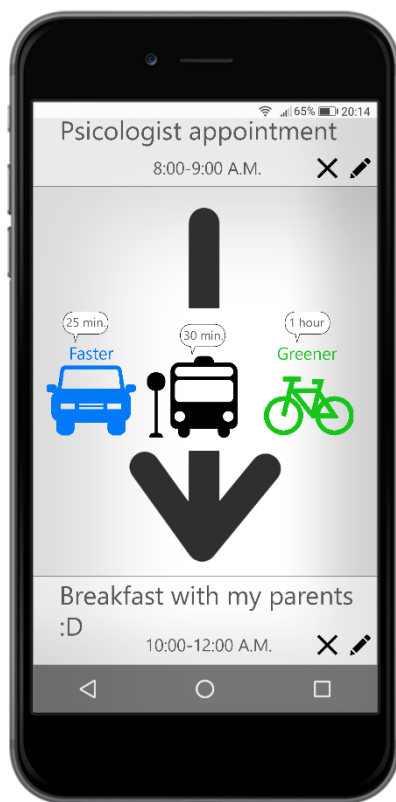 65% 20:14
Psicologist appointment
8:00-9:00 A.M.
25 min.
30 min.
1 hour
Faster
Greener
Breakfast with my parents
:D
10:00-12:00 A.M.